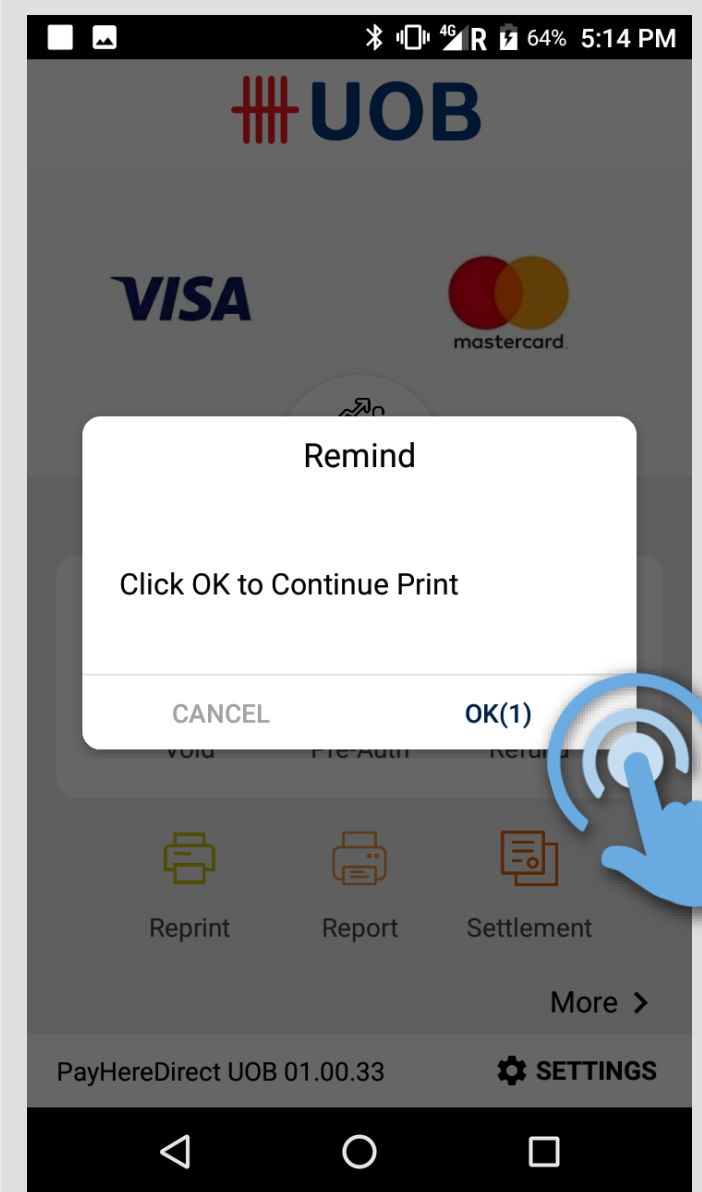 4G R 64% 5:14 PM
UOB
VISA
mastercard.
Remind
Click OK to Continue Print
CANCEL OK(1)
Void Pre-Auth Refund
Reprint Report Settlement
More >
PayHereDirect UOB 01.00.33 SETTINGS